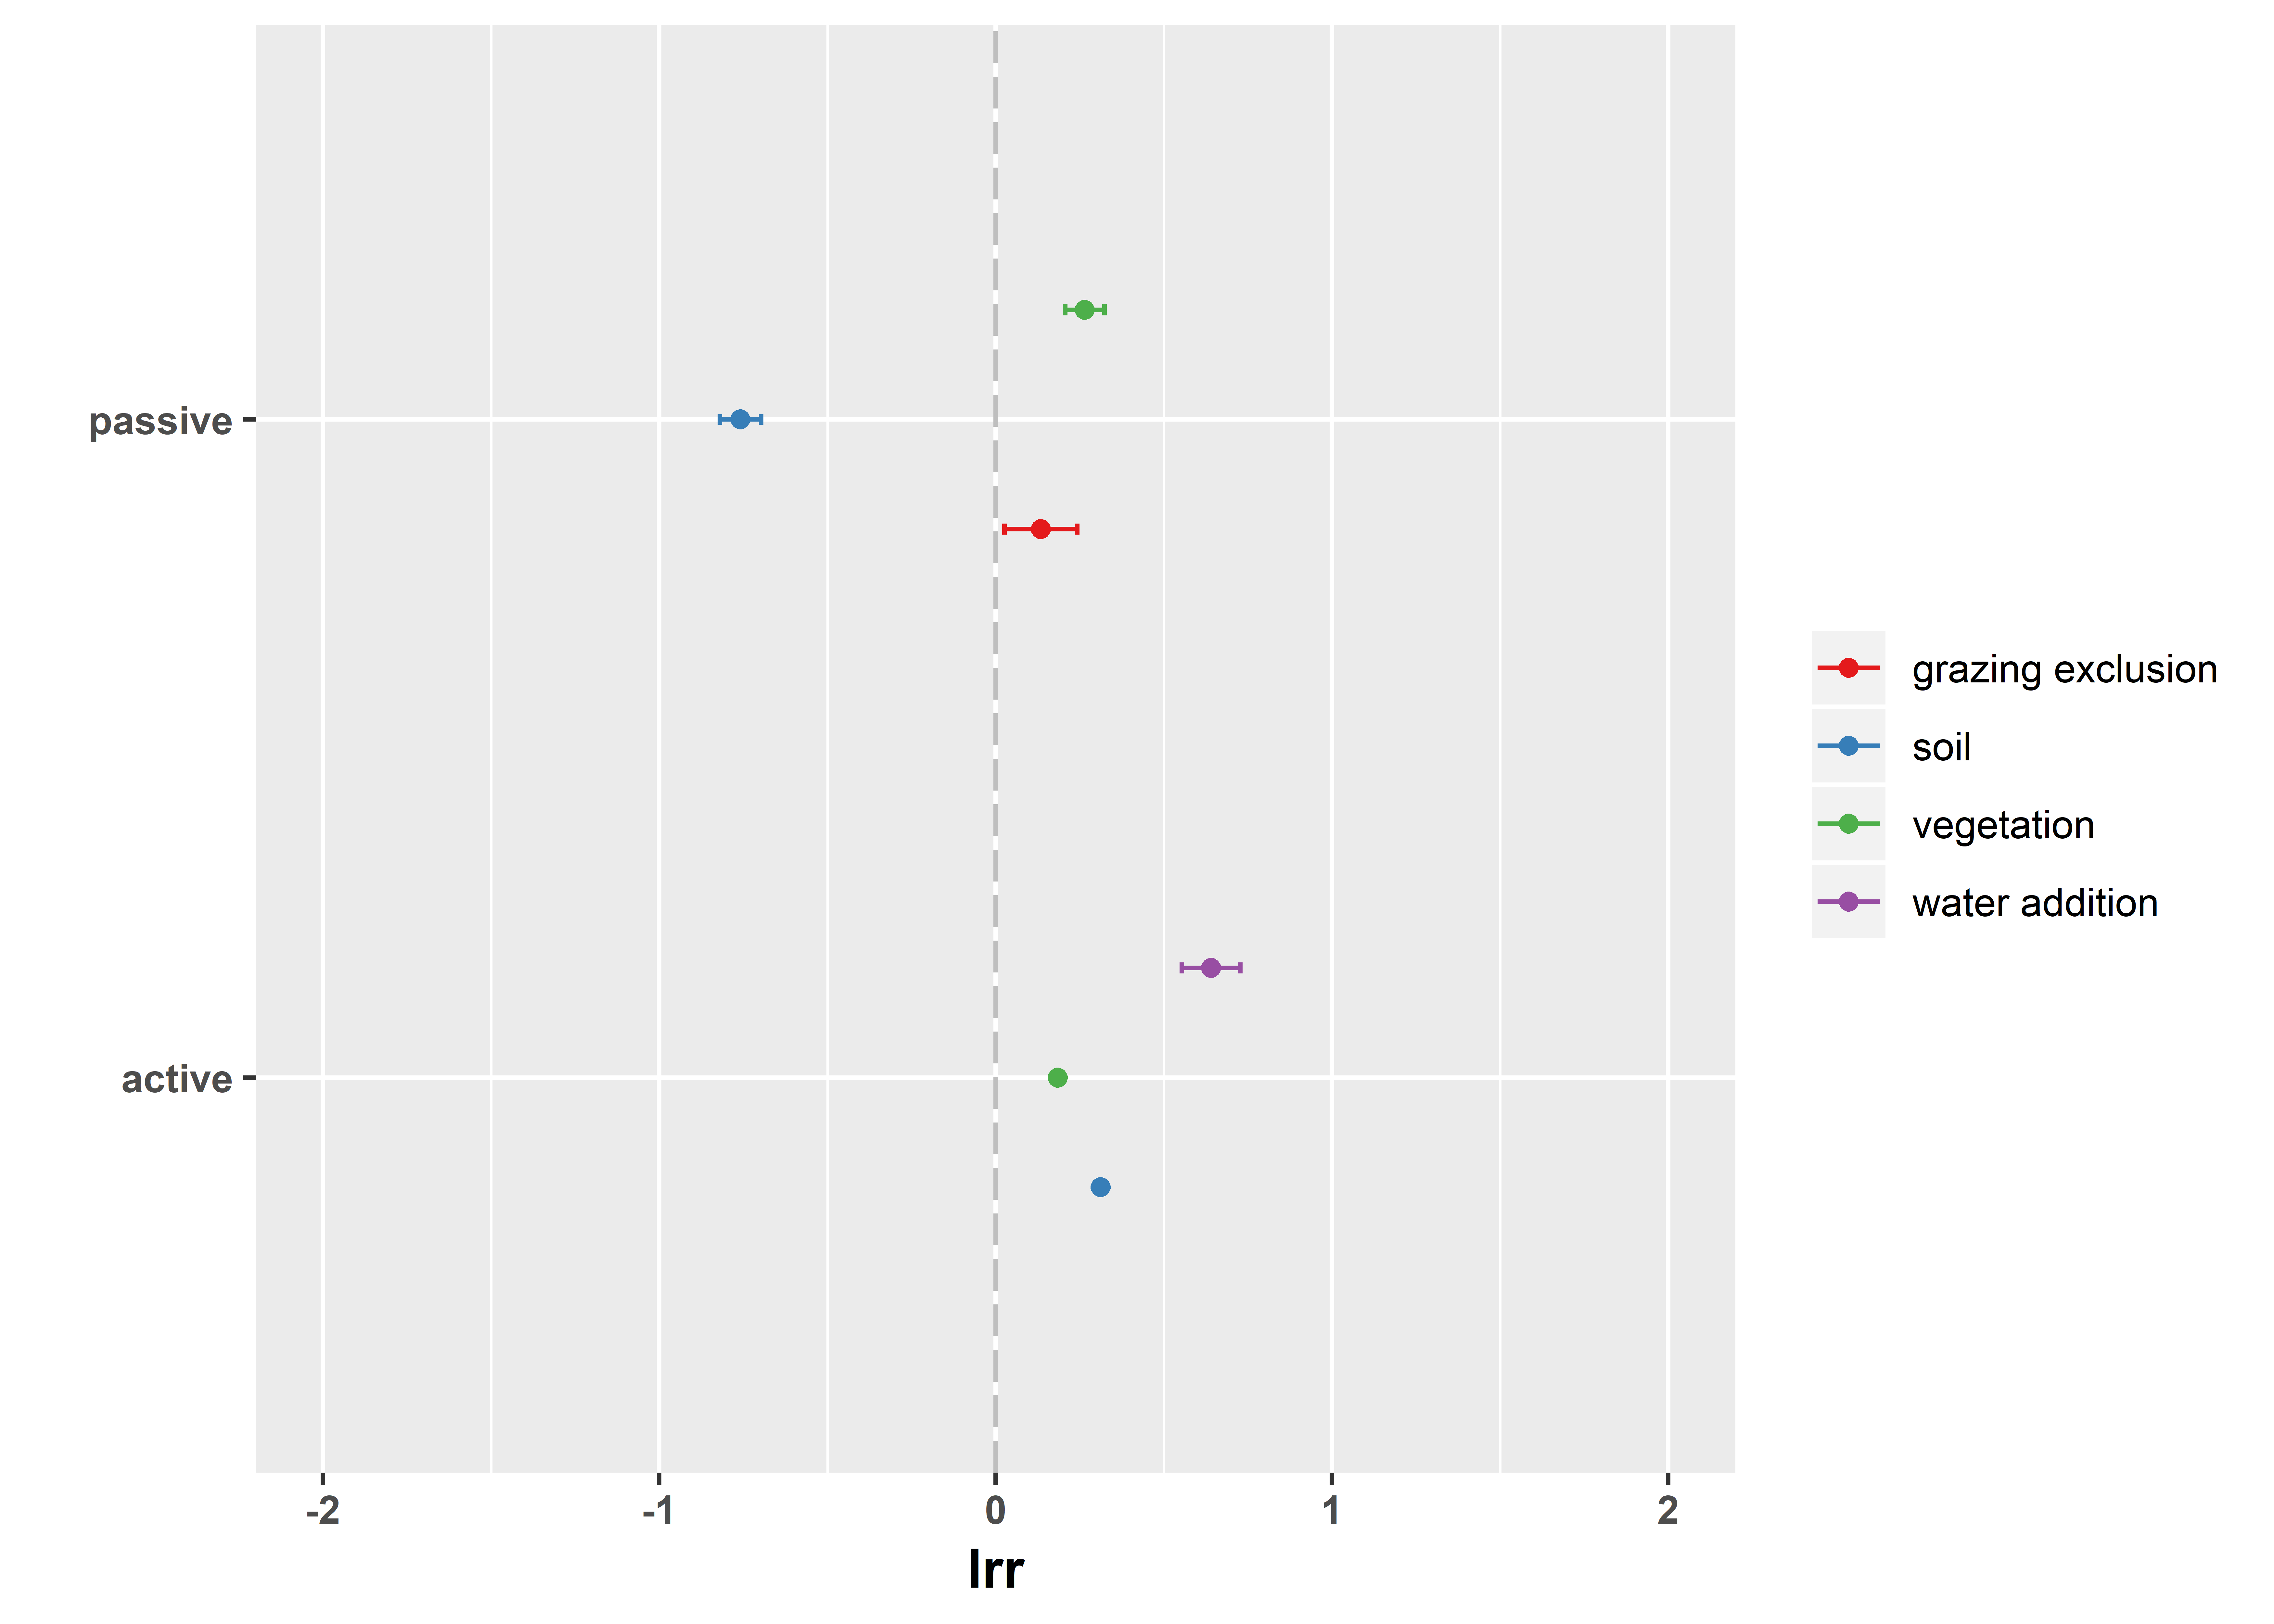 passive
active
-2 -1 0 1 2
lrr
grazing exclusion
soil
vegetation
water addition